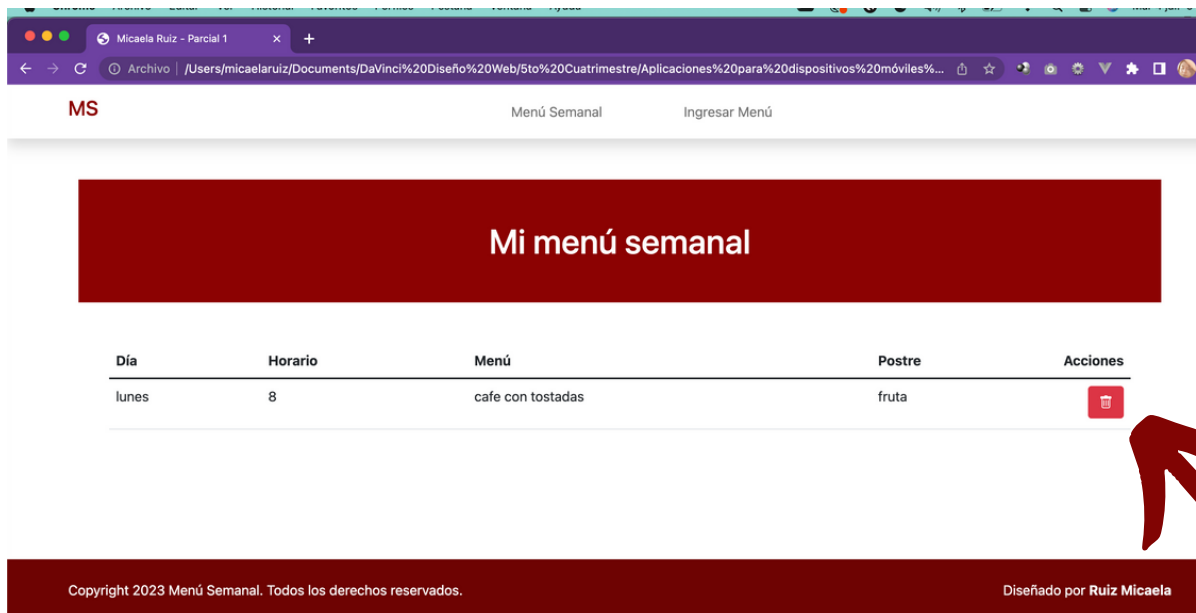 Micaela Ruiz - Parcial 1
Archivo | /Users/micaelaruiz/Documents/DaVinci%20Diseño%20Web/5to%20Cuatrimestre/Aplicaciones%20para%20dispositivos%20móviles%...
MS Menú Semanal Ingresar Menú
Mi menú semanal
Día Horario Menú Postre Acciones
lunes 8 cafe con tostadas fruta
Copyright 2023 Menú Semanal. Todos los derechos reservados. Diseñado por Ruiz Micaela